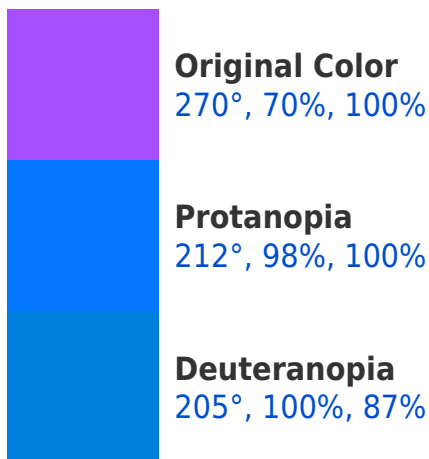 Original Color
270°, 70%, 100%
Protanopia
212°, 98%, 100%
Deuteranopia
205°, 100%, 87%